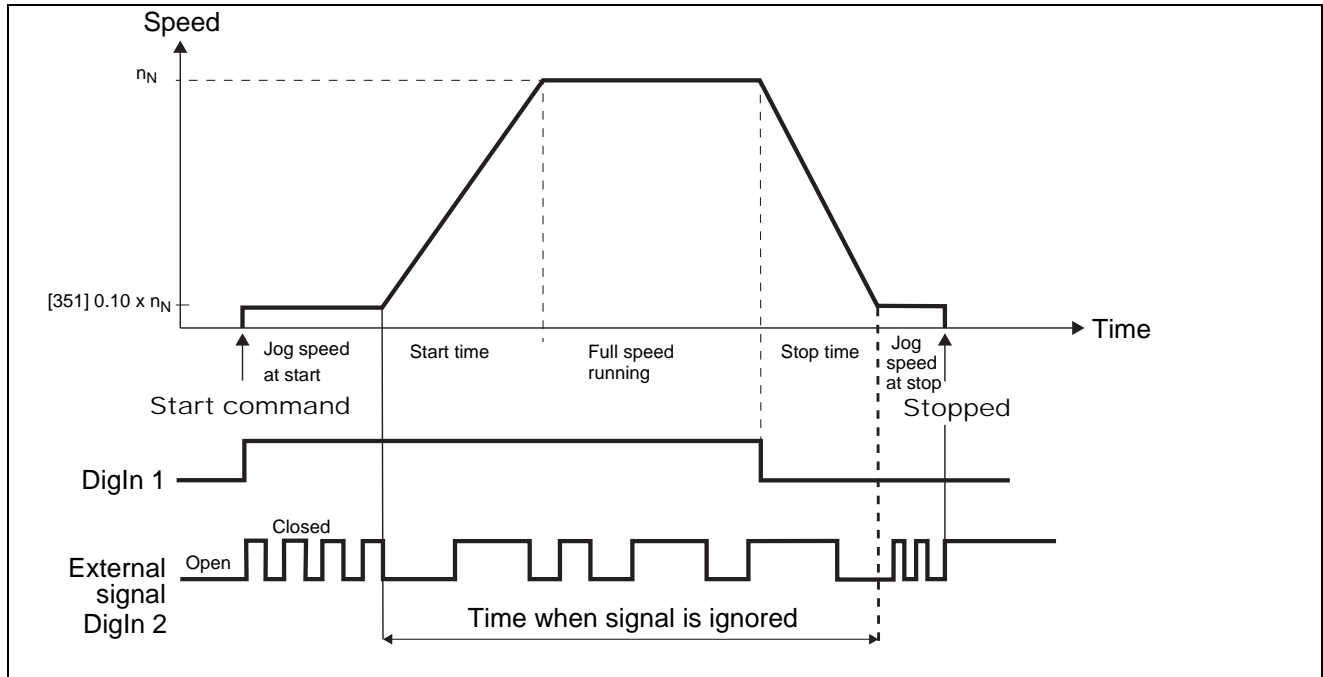 Speed
nN
[351] 0.10 x nN
Time
Jog speed
at start
Start time
Full speed
running
Stop time
Jog
speed
at stop
Start command
Stopped
DigIn 1
Closed
Open
External
signal
DigIn 2
Time when signal is ignored